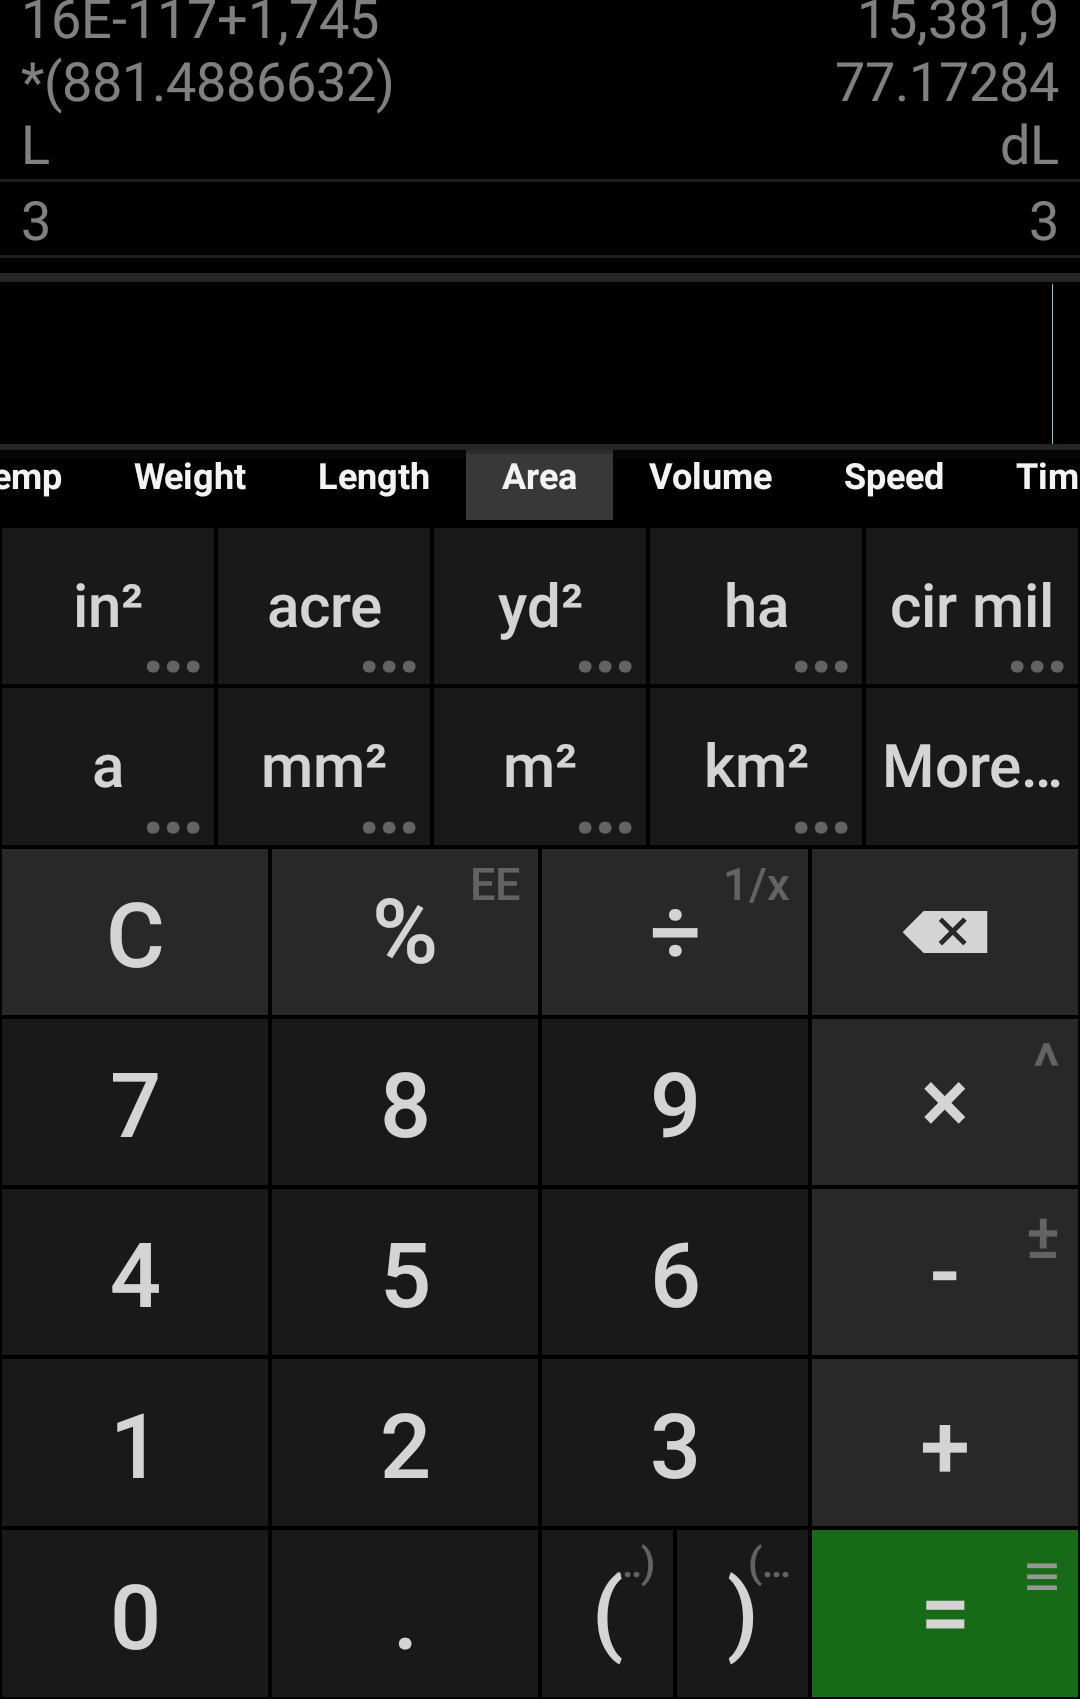 16E-117+1,745 15,381,9
*(881.4886632) 77.17284
L dL
3 3
emp Weight Length Area Volume Speed Tim
in² acre yd² ha cir mil
a mm² m² km² More...
C % EE ÷ 1/x
7 8 9 × ^
4 5 6 - ±
1 2 3 +
0 . ( ..) ) (... =